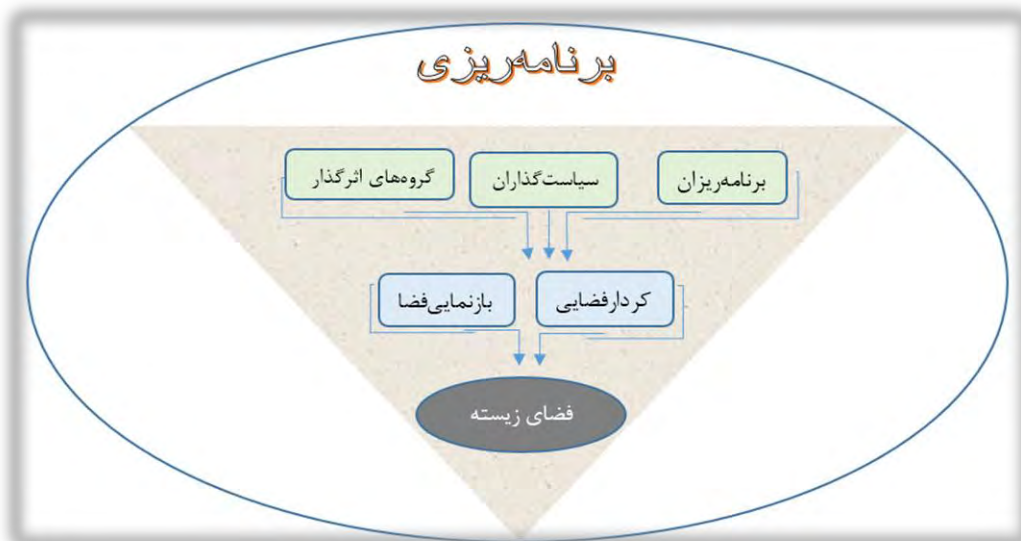 برنامه‌ریزی
برنامه‌ریزان
سیاست‌گذاران
گروه‌های اثرگذار
کردارفضایی
بازنمایی‌فضا
فضای زیسته